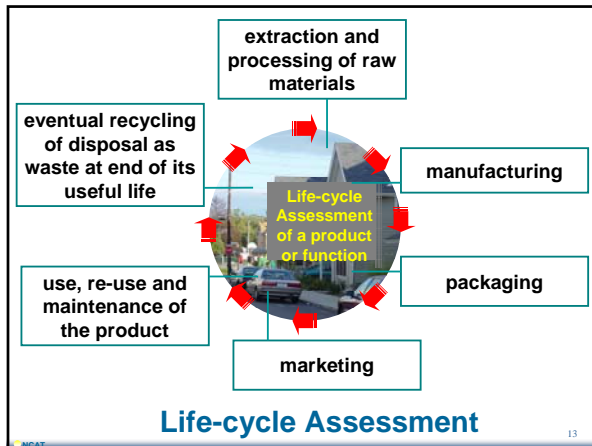 extraction and
processing of raw
materials
eventual recycling
of disposal as
waste at end of its
useful life
manufacturing
Life-cycle
Assessment
of a product
or function
use, re-use and
maintenance of
the product
packaging
marketing
Life-cycle Assessment
13
NCAT